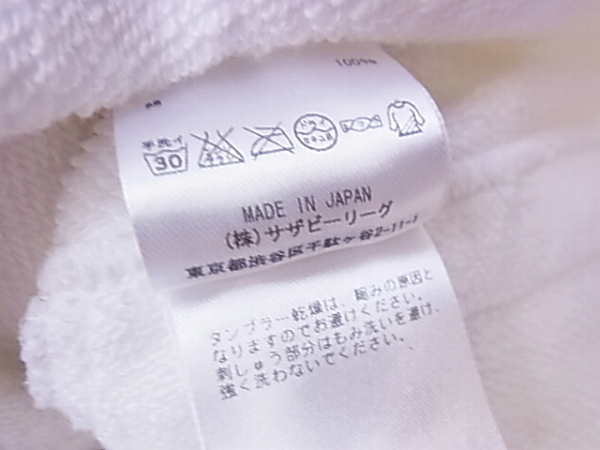 100%
手洗イ
30
MADE IN JAPAN
(株)サザビーリーグ
東京都渋谷区千駄ヶ谷2-11-1
タンブラー乾燥は、縮みの原因と
なりますのでお避けください。
刺しゅう部分はもみ洗いを避け、
強く洗わないでください。